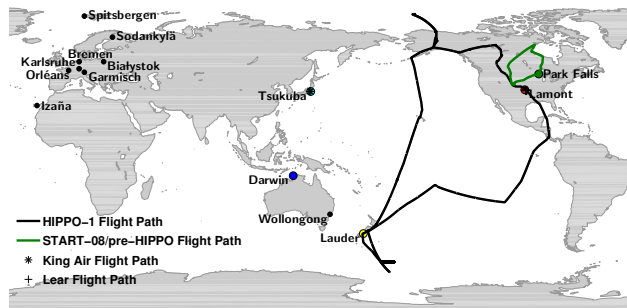 Spitsbergen
Sodankylä
Bremen
Karlsruhe
Białystok
Orléans
Garmisch
Park Falls
Lamont
Tsukuba
Izaña
Darwin
Wollongong
Lauder
HIPPO−1 Flight Path
START−08/pre−HIPPO Flight Path
King Air Flight Path
Lear Flight Path